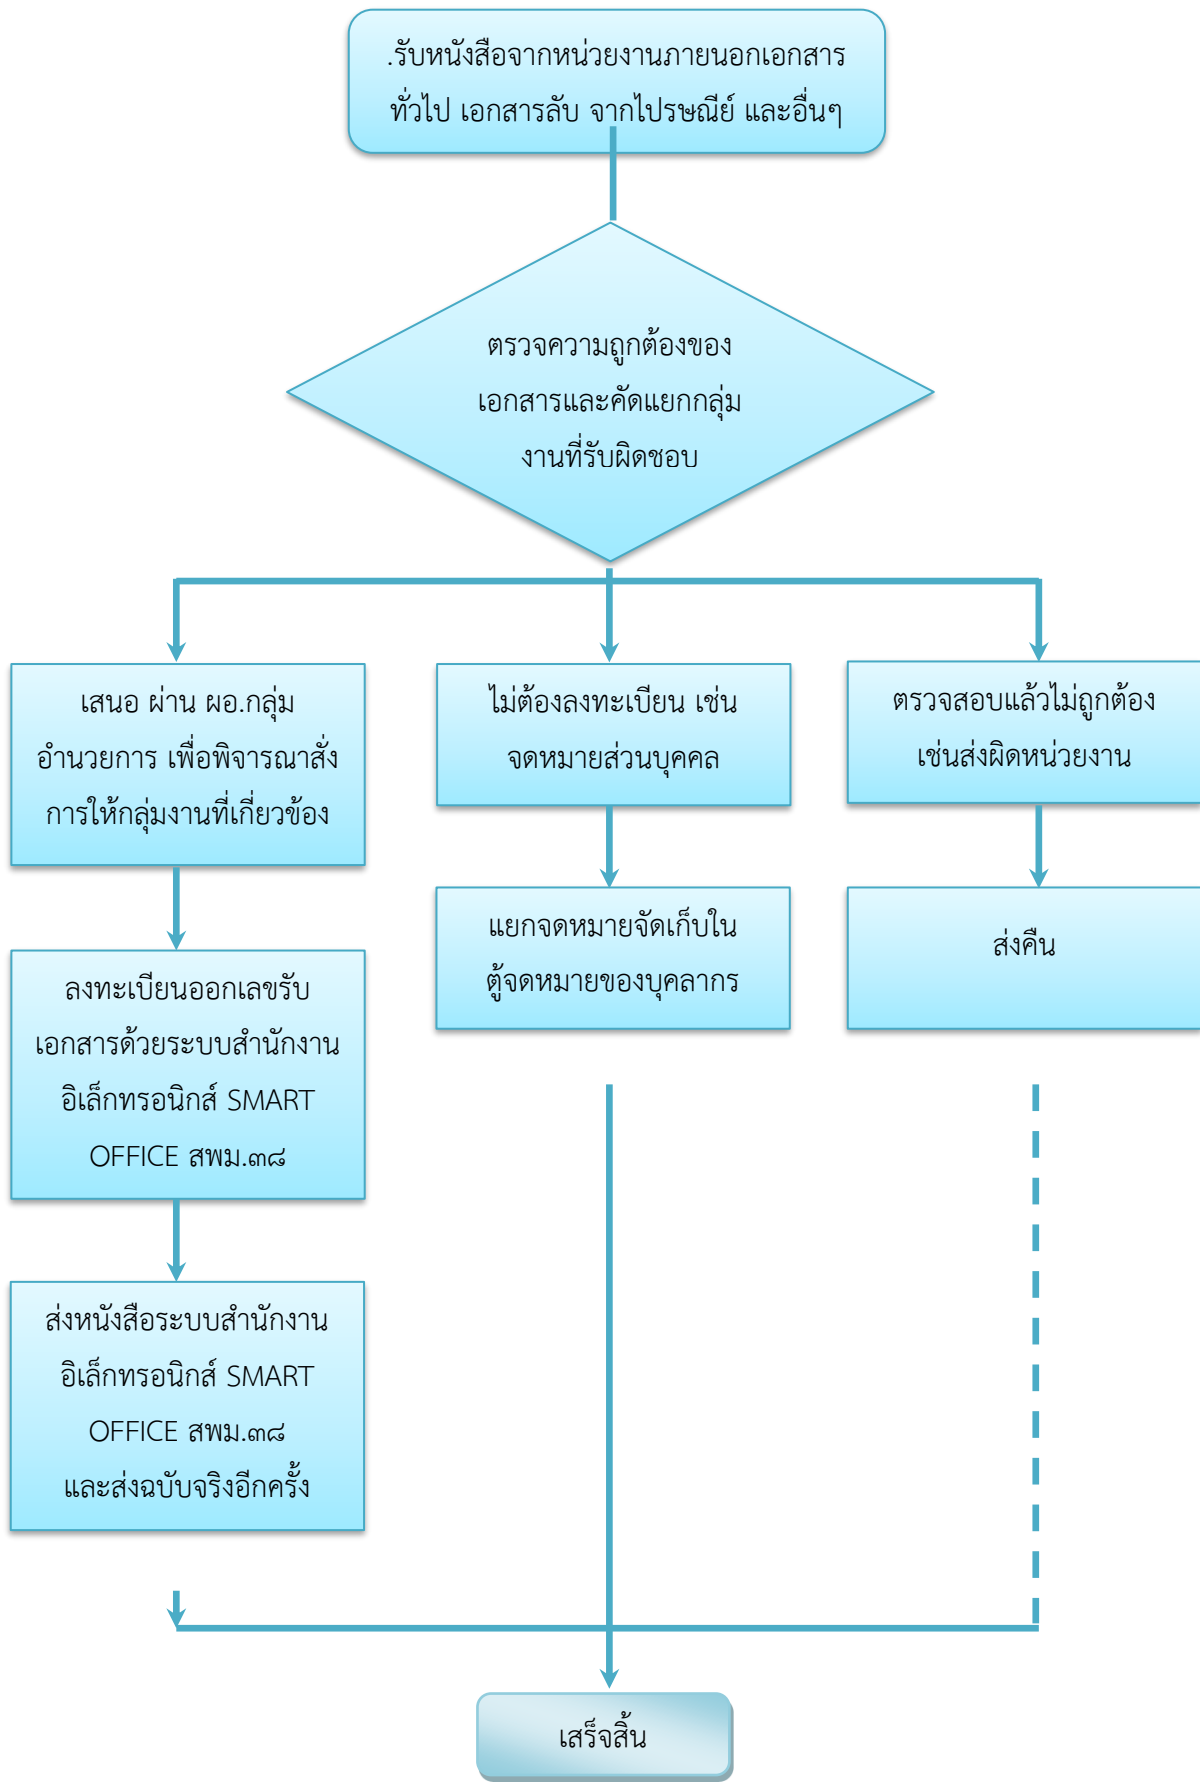 .รับหนังสือจากหน่วยงานภายนอกเอกสาร
ทั่วไป เอกสารลับ จากไปรษณีย์ และอื่นๆ
ตรวจความถูกต้องของ
เอกสารและคัดแยกกลุ่ม
งานที่รับผิดชอบ
เสนอ ผ่าน ผอ.กลุ่ม
อำนวยการ เพื่อพิจารณาสั่ง
การให้กลุ่มงานที่เกี่ยวข้อง
ไม่ต้องลงทะเบียน เช่น
จดหมายส่วนบุคคล
ตรวจสอบแล้วไม่ถูกต้อง
เช่นส่งผิดหน่วยงาน
แยกจดหมายจัดเก็บใน
ตู้จดหมายของบุคลากร
ส่งคืน
ลงทะเบียนออกเลขรับ
เอกสารด้วยระบบสำนักงาน
อิเล็กทรอนิกส์ SMART
OFFICE สพม.๓๘
ส่งหนังสือระบบสำนักงาน
อิเล็กทรอนิกส์ SMART
OFFICE สพม.๓๘
และส่งฉบับจริงอีกครั้ง
เสร็จสิ้น